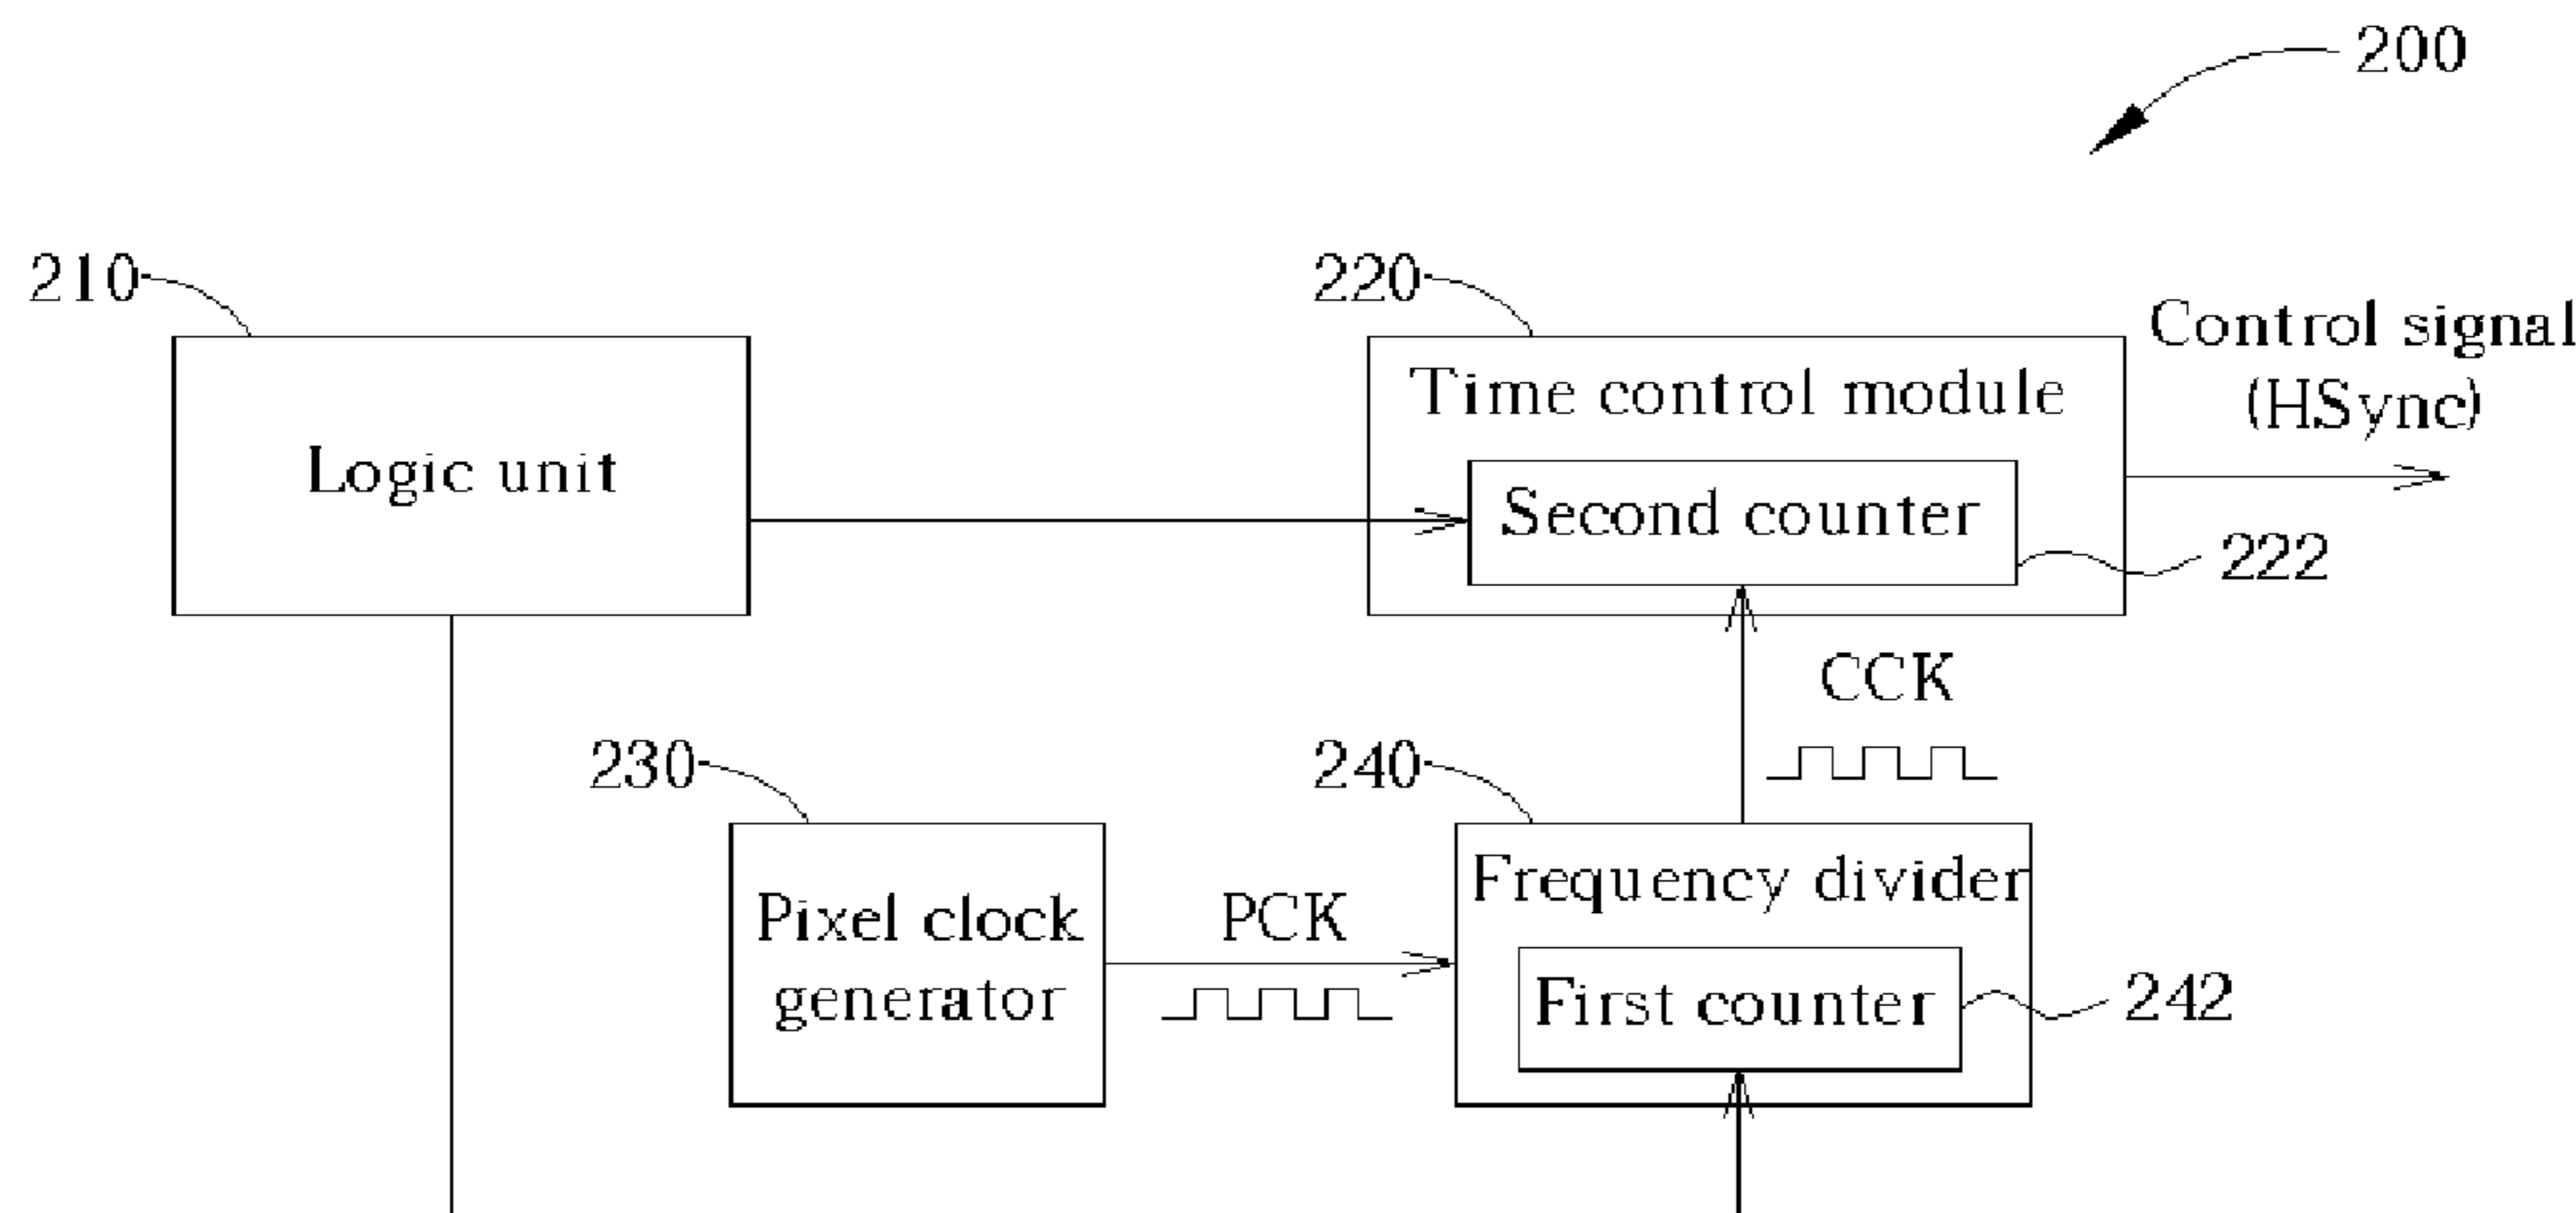 200
210
220
Control signal
(HSync)
Time control module
Logic unit
Second counter
222
CCK
230
240
Frequency divider
Pixel clock
generator
PCK
First counter
242